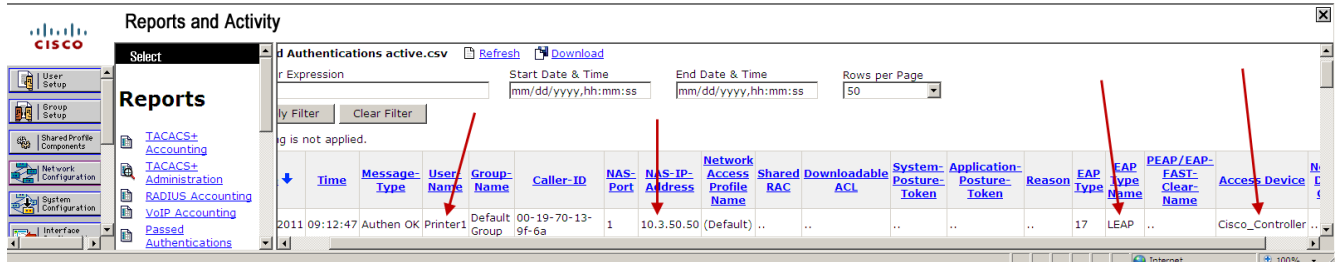 Reports and Activity
CISCO
Select
d Authentications active.csv Refresh Download
r Expression Start Date & Time End Date & Time Rows per Page
mm/dd/yyyy,hh:mm:ss mm/dd/yyyy,hh:mm:ss 50
ly Filter Clear Filter
g is not applied.
User Setup
Group Setup
Shared Profile Components
Network Configuration
System Configuration
Interface
Reports
TACACS+ Accounting
TACACS+ Administration
RADIUS Accounting
VoIP Accounting
Passed Authentications
Time Message-Type User-Name Group-Name Caller-ID NAS-Port NAS-IP-Address Network Access Profile Name Shared RAC Downloadable ACL System-Posture-Token Application-Posture-Token Reason EAP Type EAP Type Name PEAP/EAP-FAST-Clear-Name Access Device
2011 09:12:47 Authen OK Printer1 Default Group 00-19-70-13-9f-6a 1 10.3.50.50 (Default) .. .. .. .. .. .. 17 LEAP .. Cisco_Controller ..
Internet 100%